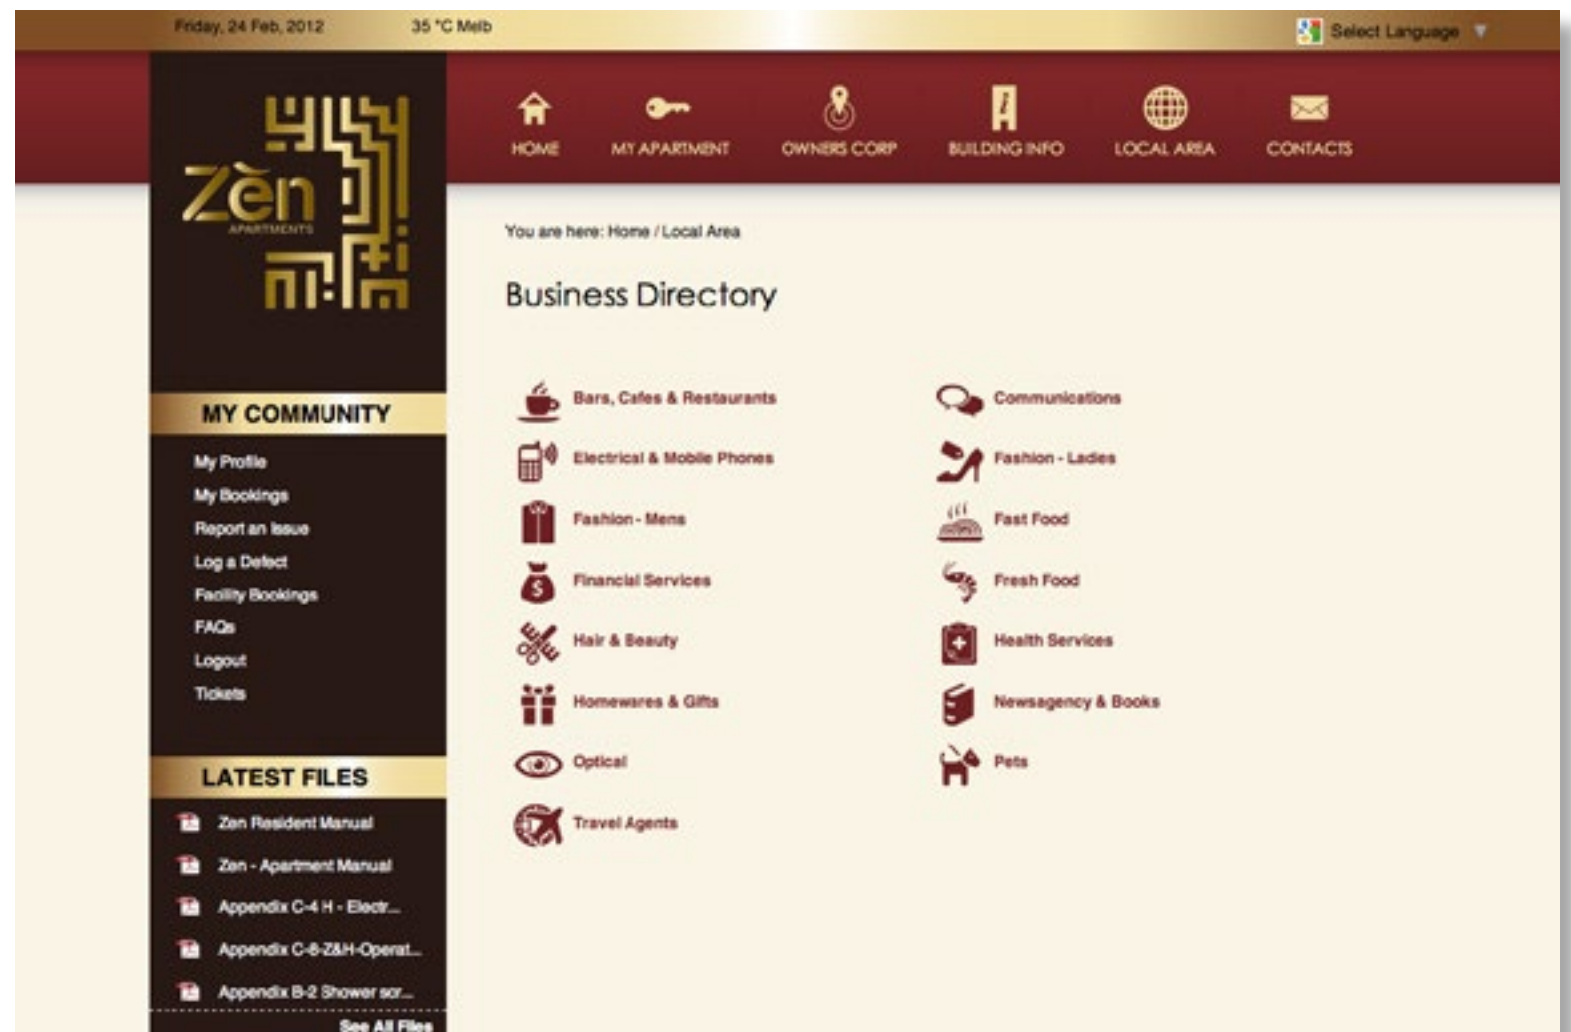 Friday, 24 Feb, 2012 35 °C Melb Select Language
HOME MY APARTMENT OWNERS CORP BUILDING INFO LOCAL AREA CONTACTS
Zèn
APARTMENTS
You are here: Home / Local Area
Business Directory
MY COMMUNITY
My Profile
My Bookings
Report an Issue
Log a Defect
Facility Bookings
FAQs
Logout
Tickets
LATEST FILES
Zen Resident Manual
Zen - Apartment Manual
Appendix C-4 H - Electr...
Appendix C-8-Z&H-Operat...
Appendix B-2 Shower scr...
See All Files
Bars, Cafes & Restaurants Communications
Electrical & Mobile Phones Fashion - Ladies
Fashion - Mens Fast Food
Financial Services Fresh Food
Hair & Beauty Health Services
Homewares & Gifts Newsagency & Books
Optical Pets
Travel Agents